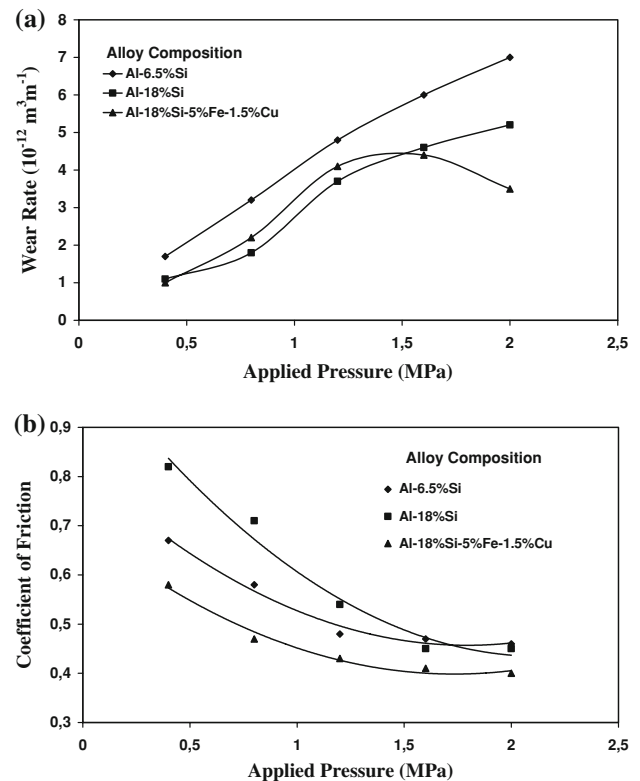 (a)
Alloy Composition
Al-6.5%Si
Al-18%Si
Al-18%Si-5%Fe-1.5%Cu
Wear Rate (10⁻¹² m³m⁻¹)
8
7
6
5
4
3
2
1
0
0 0,5 1 1,5 2 2,5
Applied Pressure (MPa)
(b)
Alloy Composition
Al-6.5%Si
Al-18%Si
Al-18%Si-5%Fe-1.5%Cu
Coefficient of Friction
0,9
0,8
0,7
0,6
0,5
0,4
0,3
0 0,5 1 1,5 2 2,5
Applied Pressure (MPa)